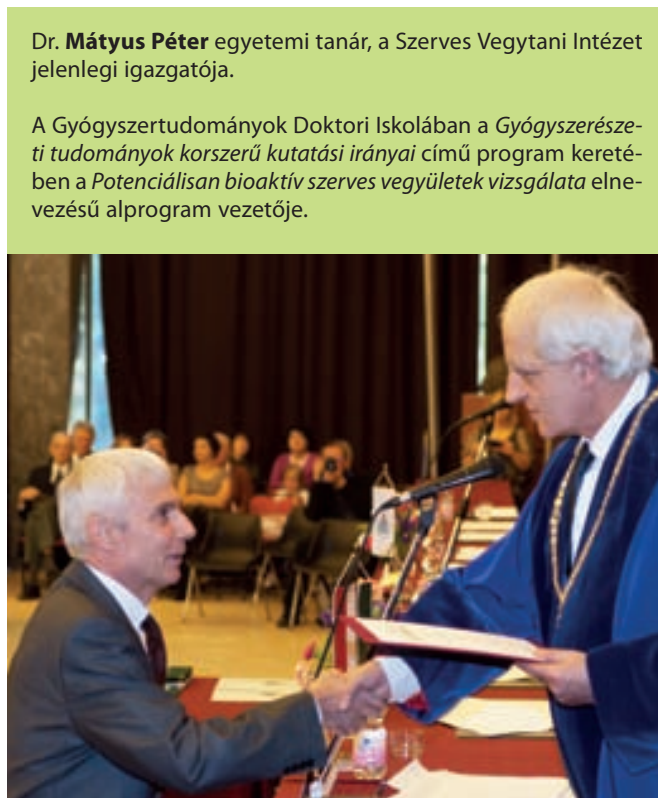 Dr. Mátyus Péter egyetemi tanár, a Szerves Vegytani Intézet
jelenlegi igazgatója.
A Gyógyszertudományok Doktori Iskolában a Gyógyszerésze-
ti tudományok korszerű kutatási irányai című program kereté-
ben a Potenciálisan bioaktív szerves vegyületek vizsgálata elne-
vezésű alprogram vezetője.